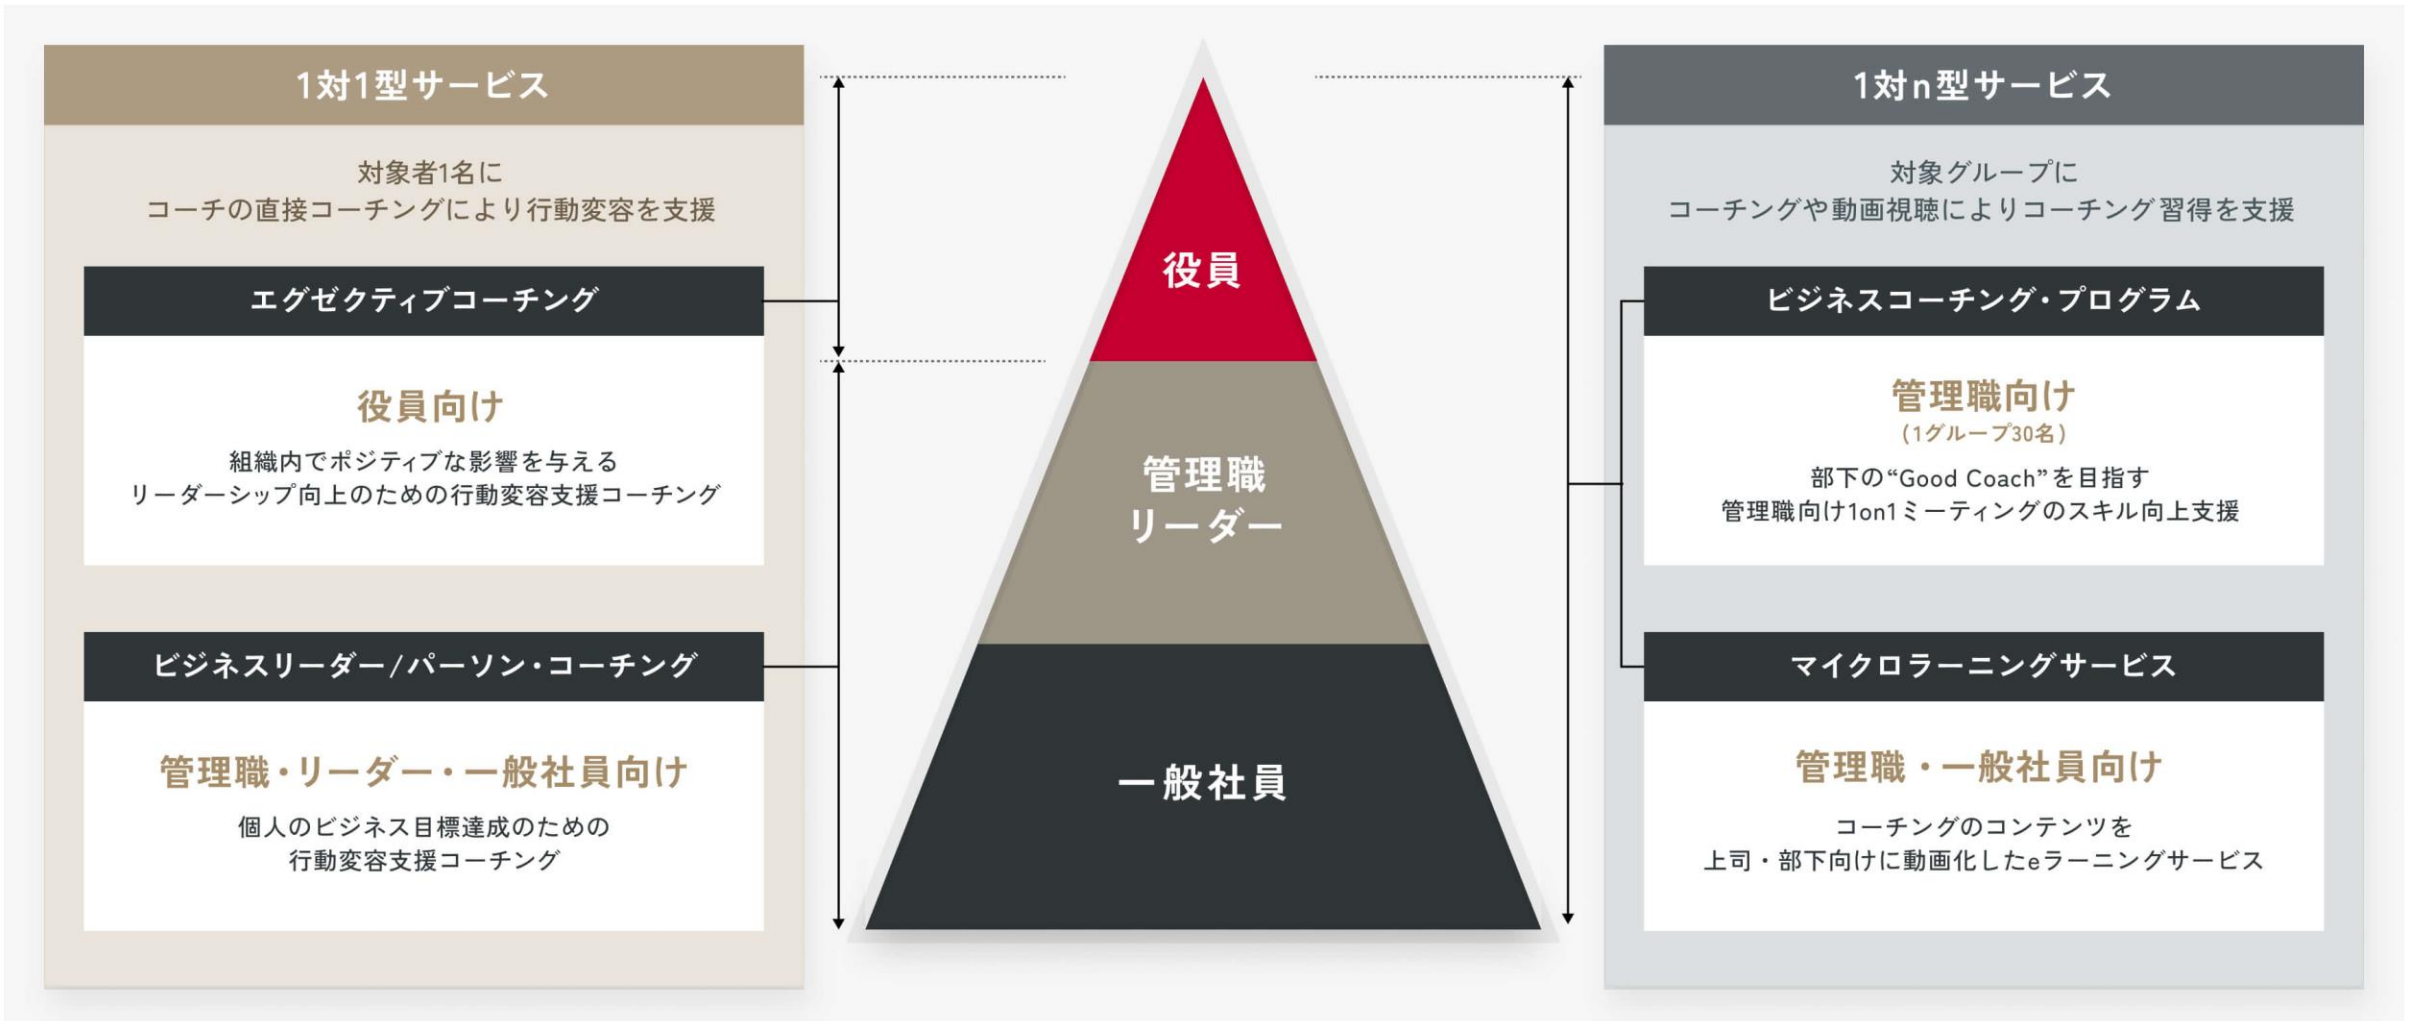 1対1型サービス
対象者1名に
コーチの直接コーチングにより行動変容を支援
エグゼクティブコーチング
役員向け
組織内でポジティブな影響を与える
リーダーシップ向上のための行動変容支援コーチング
ビジネスリーダー/パーソン・コーチング
管理職・リーダー・一般社員向け
個人のビジネス目標達成のための
行動変容支援コーチング
役員
管理職
リーダー
一般社員
1対n型サービス
対象グループに
コーチングや動画視聴によりコーチング習得を支援
ビジネスコーチング・プログラム
管理職向け
(1グループ30名)
部下の“Good Coach”を目指す
管理職向け1on1ミーティングのスキル向上支援
マイクロラーニングサービス
管理職・一般社員向け
コーチングのコンテンツを
上司・部下向けに動画化したeラーニングサービス